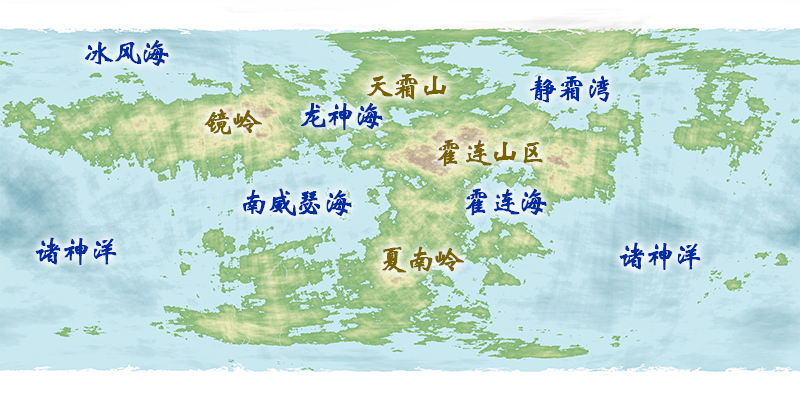 冰风海
天霜山
静霜湾
镜岭
龙神海
霍连山区
南威瑟海
霍连海
诸神洋
夏南岭
诸神洋